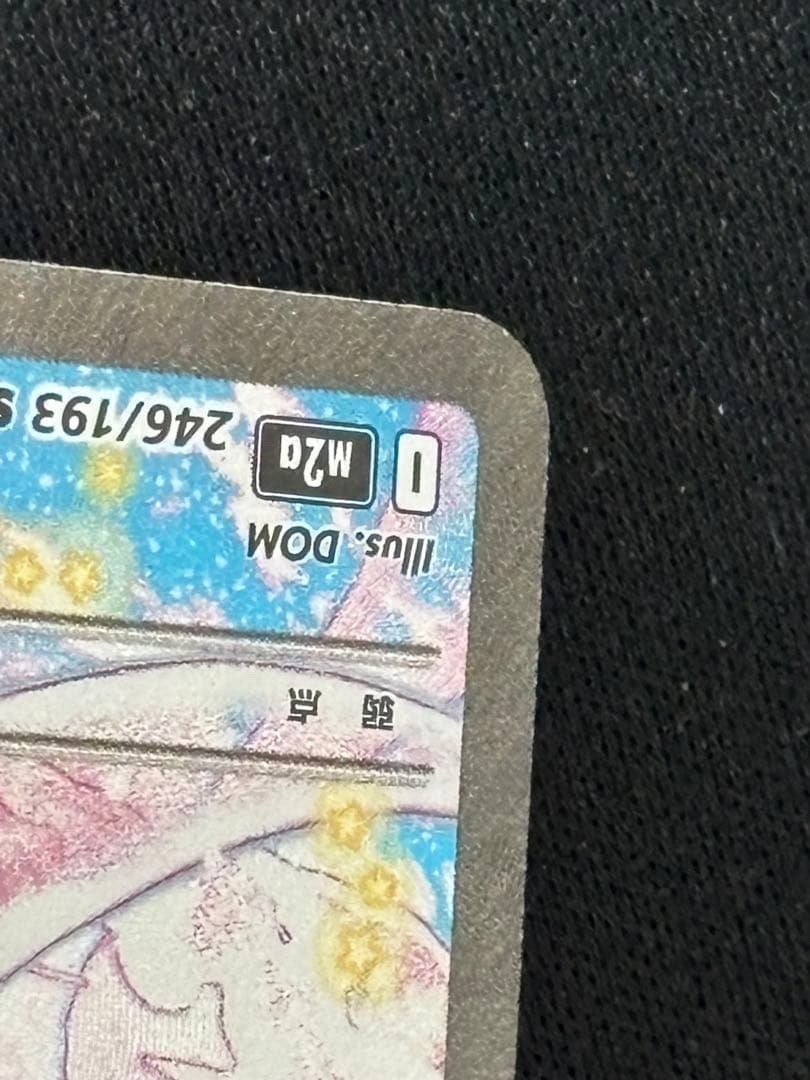 Illus. DOM
I M2a 246/193 S
弱 点